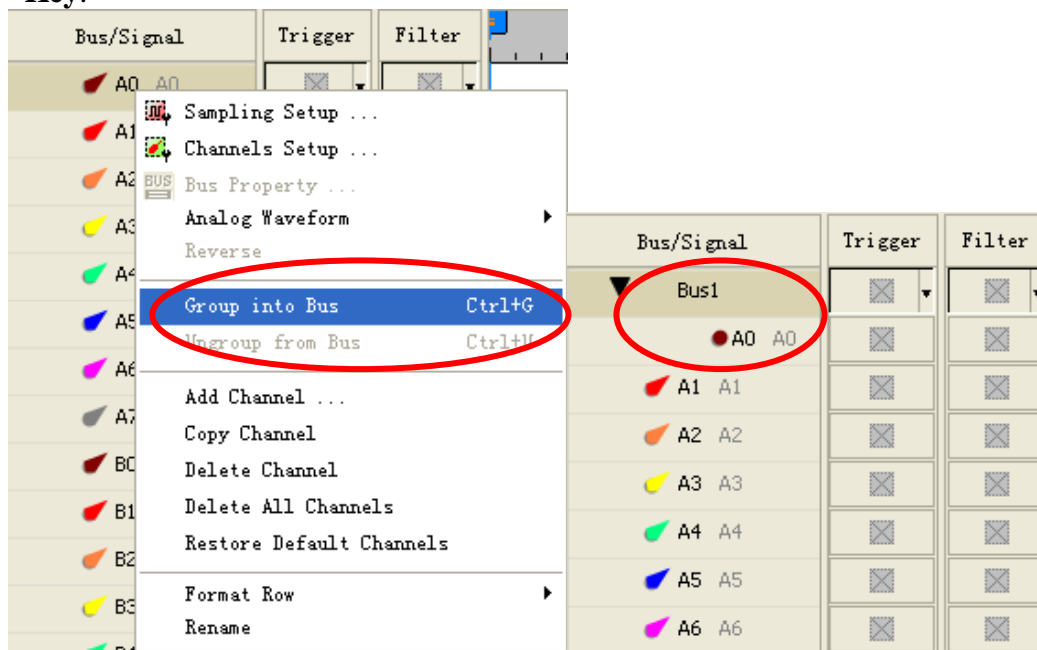 Key.
Bus/Signal Trigger Filter
A0 A0
Sampling Setup ...
A1
Channels Setup ...
A2 BUS Bus Property ...
Analog Waveform
A3
Reverse
A4
Group into Bus Ctrl+G
A5
Ungroup from Bus Ctrl+U
A6
Add Channel ...
A7
Copy Channel
B0
Delete Channel
B1
Delete All Channels
Restore Default Channels
B2
Format Row
B3
Rename
Bus/Signal Trigger Filter
Bus1
A0 A0
A1 A1
A2 A2
A3 A3
A4 A4
A5 A5
A6 A6